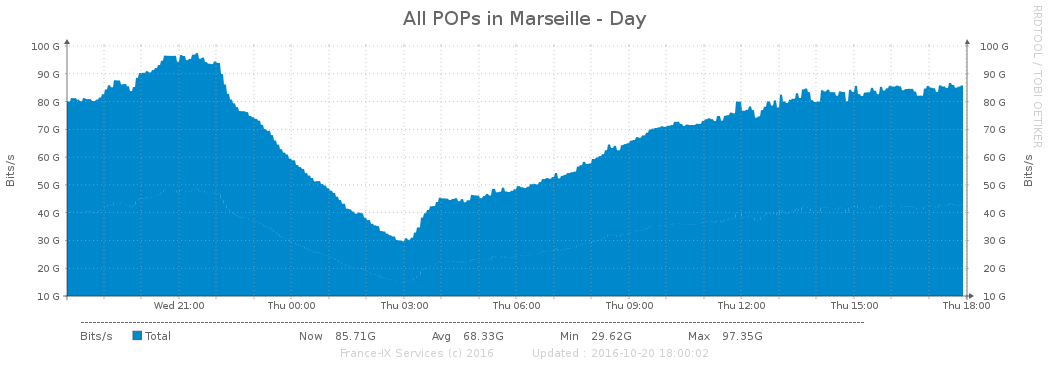 All POPs in Marseille - Day
RRDTOOL / TOBI OETIKER
100 G 100 G
90 G 90 G
80 G 80 G
70 G 70 G
60 G 60 G
50 G 50 G
40 G 40 G
30 G 30 G
20 G 20 G
10 G 10 G
Bits/s
Bits/s
Wed 21:00 Thu 00:00 Thu 03:00 Thu 06:00 Thu 09:00 Thu 12:00 Thu 15:00 Thu 18:00
Bits/s Total Now 85.71G Avg 68.33G Min 29.62G Max 97.35G
France-IX Services (c) 2016 Updated : 2016-10-20 18:00:02